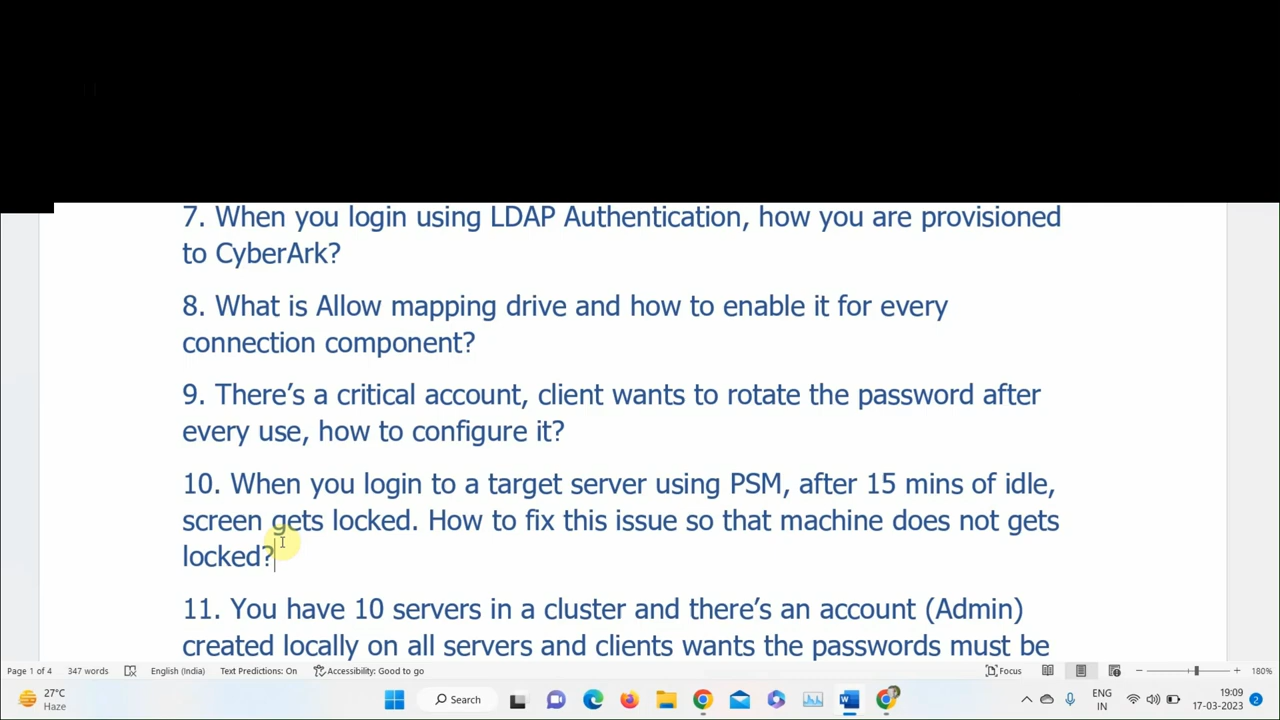 7. When you login using LDAP Authentication, how you are provisioned
to CyberArk?
8. What is Allow mapping drive and how to enable it for every
connection component?
9. There’s a critical account, client wants to rotate the password after
every use, how to configure it?
10. When you login to a target server using PSM, after 15 mins of idle,
screen gets locked. How to fix this issue so that machine does not gets
locked?
11. You have 10 servers in a cluster and there’s an account (Admin)
created locally on all servers and clients wants the passwords must be
Page 1 of 4 347 words English (India) Text Predictions: On Accessibility: Good to go Focus 180%
27°C
Haze
Search
ENG
IN
19:09
17-03-2023
2